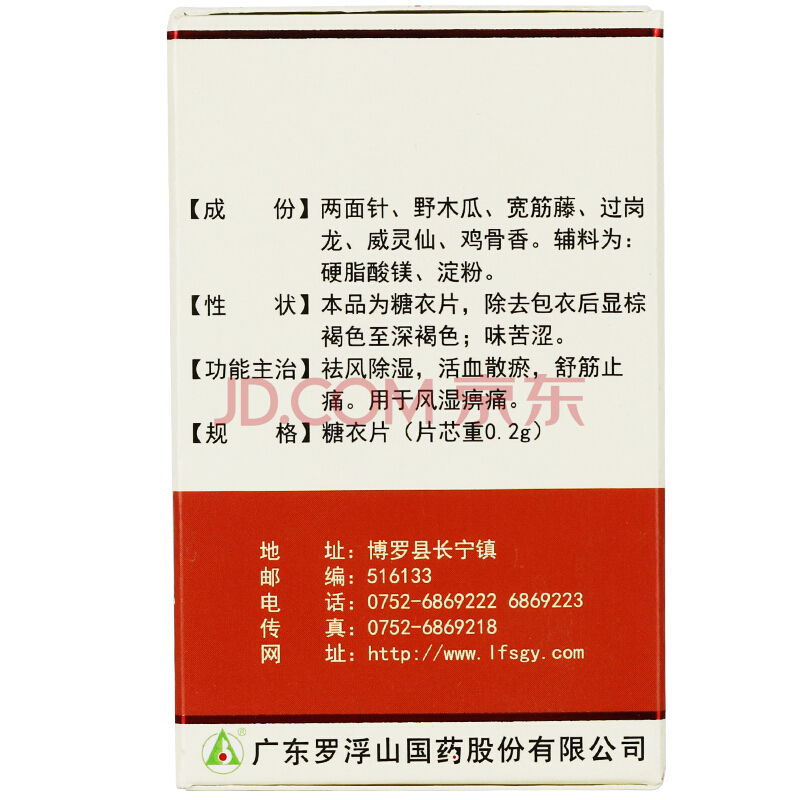 【成 份】两面针、野木瓜、宽筋藤、过岗
龙、威灵仙、鸡骨香。辅料为：
硬脂酸镁、淀粉。
【性 状】本品为糖衣片，除去包衣后显棕
褐色至深褐色；味苦涩。
【功能主治】祛风除湿，活血散瘀，舒筋止
痛。用于风湿痹痛。
JD.COM 京东
【规 格】糖衣片（片芯重0.2g）
地 址：博罗县长宁镇
邮 编：516133
电 话：0752-6869222 6869223
传 真：0752-6869218
网 址：http://www.lfsgy.com
® 广东罗浮山国药股份有限公司